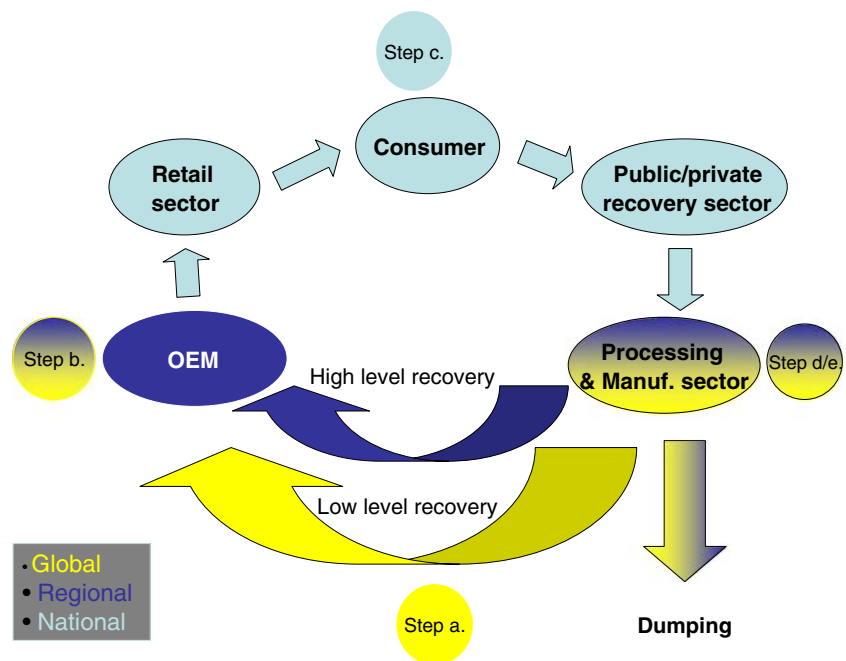 Step c.
Consumer
Retail
sector
Public/private
recovery sector
Step b.
OEM
High level recovery
Processing
& Manuf. sector
Step d/e.
Low level recovery
• Global
• Regional
• National
Step a.
Dumping